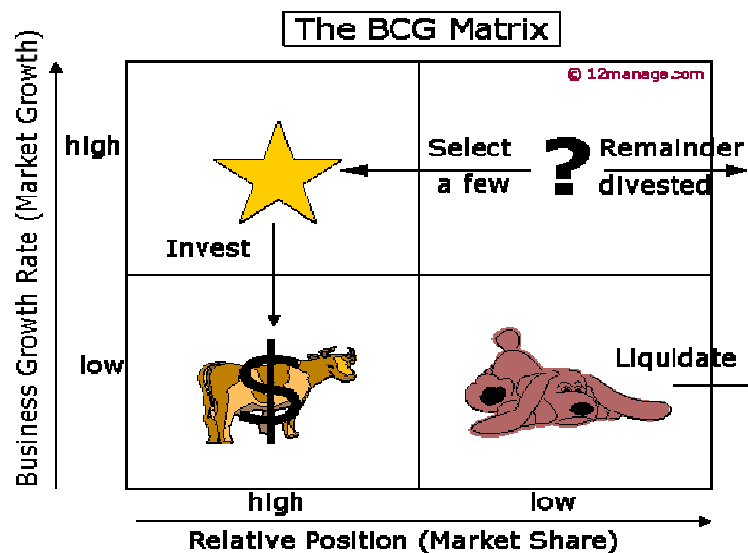 The BCG Matrix
© 12manage.com
Business Growth Rate (Market Growth)
high
Select
a few
?
Remainder
divested
Invest
low
$
Liquidate
high
low
Relative Position (Market Share)